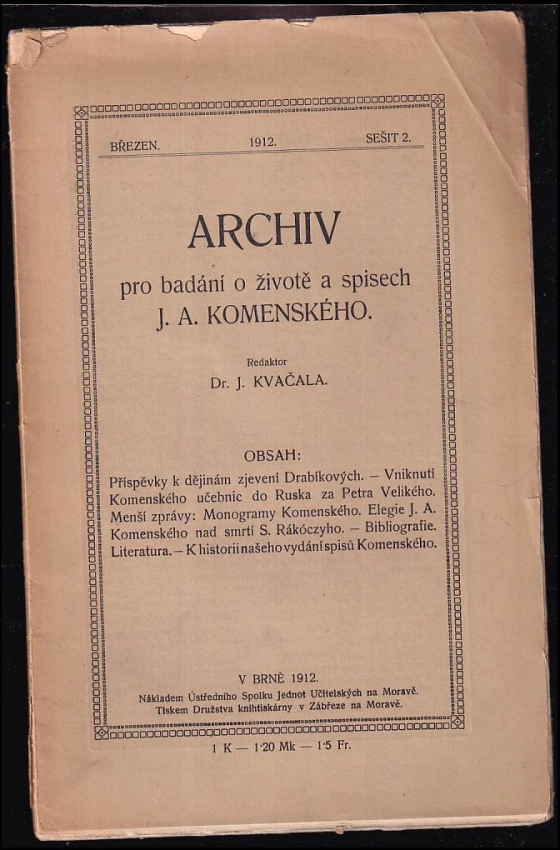 BŘEZEN. 1912. SEŠIT 2.
ARCHIV
pro badání o životě a spisech
J. A. KOMENSKÉHO.
Redaktor
Dr. J. KVAČALA.
OBSAH:
Příspěvky k dějinám zjevení Drabíkových. — Vniknutí
Komenského učebnic do Ruska za Petra Velikého.
Menší zprávy: Monogramy Komenského. Elegie J. A.
Komenského nad smrtí S. Rákóczyho. — Bibliografie.
Literatura. — K historii našeho vydání spisů Komenského.
V BRNĚ 1912.
Nákladem Ústředního Spolku Jednot Učitelských na Moravě.
Tiskem Družstva knihtiskárny v Zábřeze na Moravě.
1 K — 1·20 Mk — 1·5 Fr.